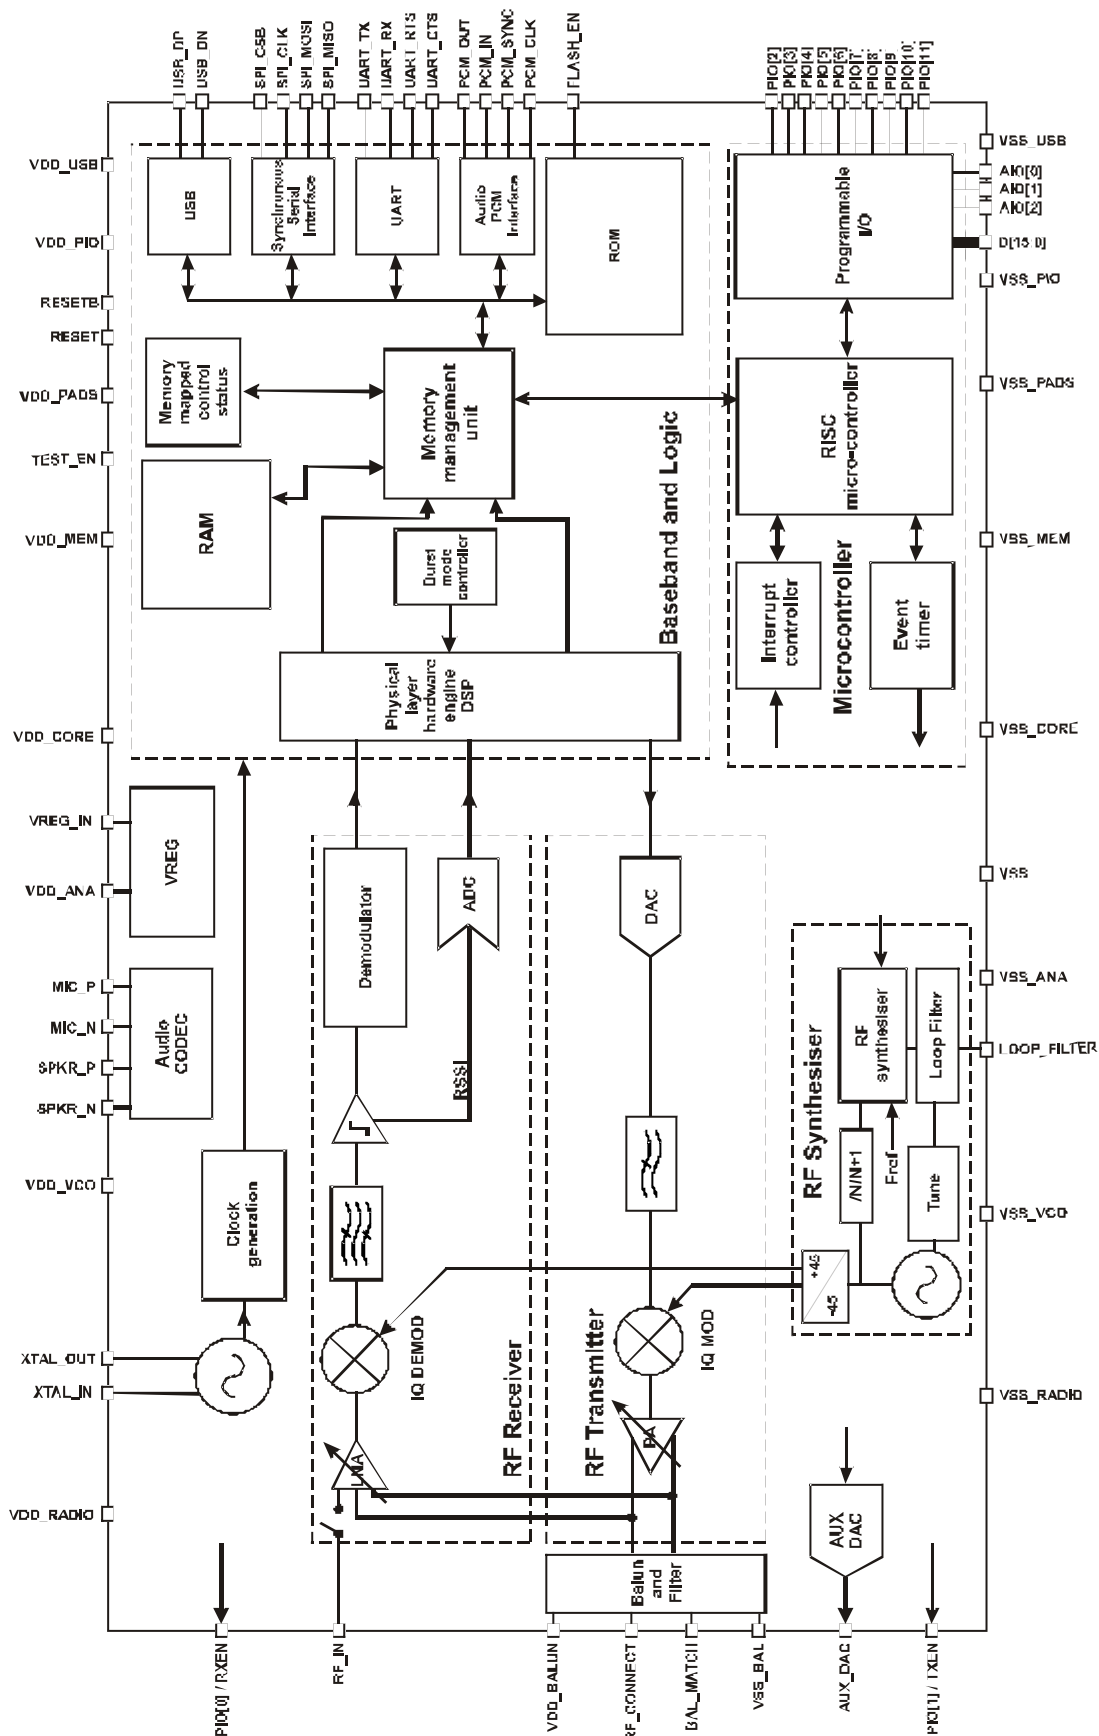 USB_DP
USB_DN
SPI_CSB
SPI_CLK
SPI_MOSI
SPI_MISO
UART_TX
UART_RX
UART_RTS
UART_CTS
PCM_OUT
PCM_IN
PCM_SYNC
PCM_CLK
FLASH_EN
PIO[2]
PIO[3]
PIO[4]
PIO[5]
PIO[6]
PIO[7]
PIO[8]
PIO[9]
PIO[10]
PIO[11]
VDD_USB
VDD_PIO
RESETB
RESET
VDD_PADS
TEST_EN
VDD_MEM
VDD_CORE
VREG_IN
VDD_ANA
MIC_P
MIC_N
SPKR_P
SPKR_N
VDD_VCO
XTAL_OUT
XTAL_IN
VDD_RADIO
VSS_USB
AIO[0]
AIO[1]
AIO[2]
D[15:0]
VSS_PIO
VSS_PADS
VSS_MEM
VSS_CORE
VSS
VSS_ANA
LOOP_FILTER
VSS_VCO
VSS_RADIO
USB
Synchronous
Serial
Interface
UART
Audio
PCM
Interface
ROM
Programmable
I/O
Memory
mapped
control
status
Memory
management
unit
RISC
micro-controller
RAM
Burst
mode
controller
Baseband and Logic
Interrupt
controller
Event
timer
Microcontroller
Physical
layer
hardware
engine
DSP
VREG
Demodulator
ADC
DAC
Audio
CODEC
RSSI
RF
synthesiser
Loop Filter
RF Synthesiser
/N/N+1
Fref
Tune
+45
-45
Clock
generation
IQ DEMOD
IQ MOD
RF Receiver
RF Transmitter
LNA
PA
AUX
DAC
Balun
and
Filter
PIO[0] / RXEN
RF_IN
VDD_BALUN
RF_CONNECT
BAL_MATCH
VSS_BAL
AUX_DAC
PIO[1] / TXEN